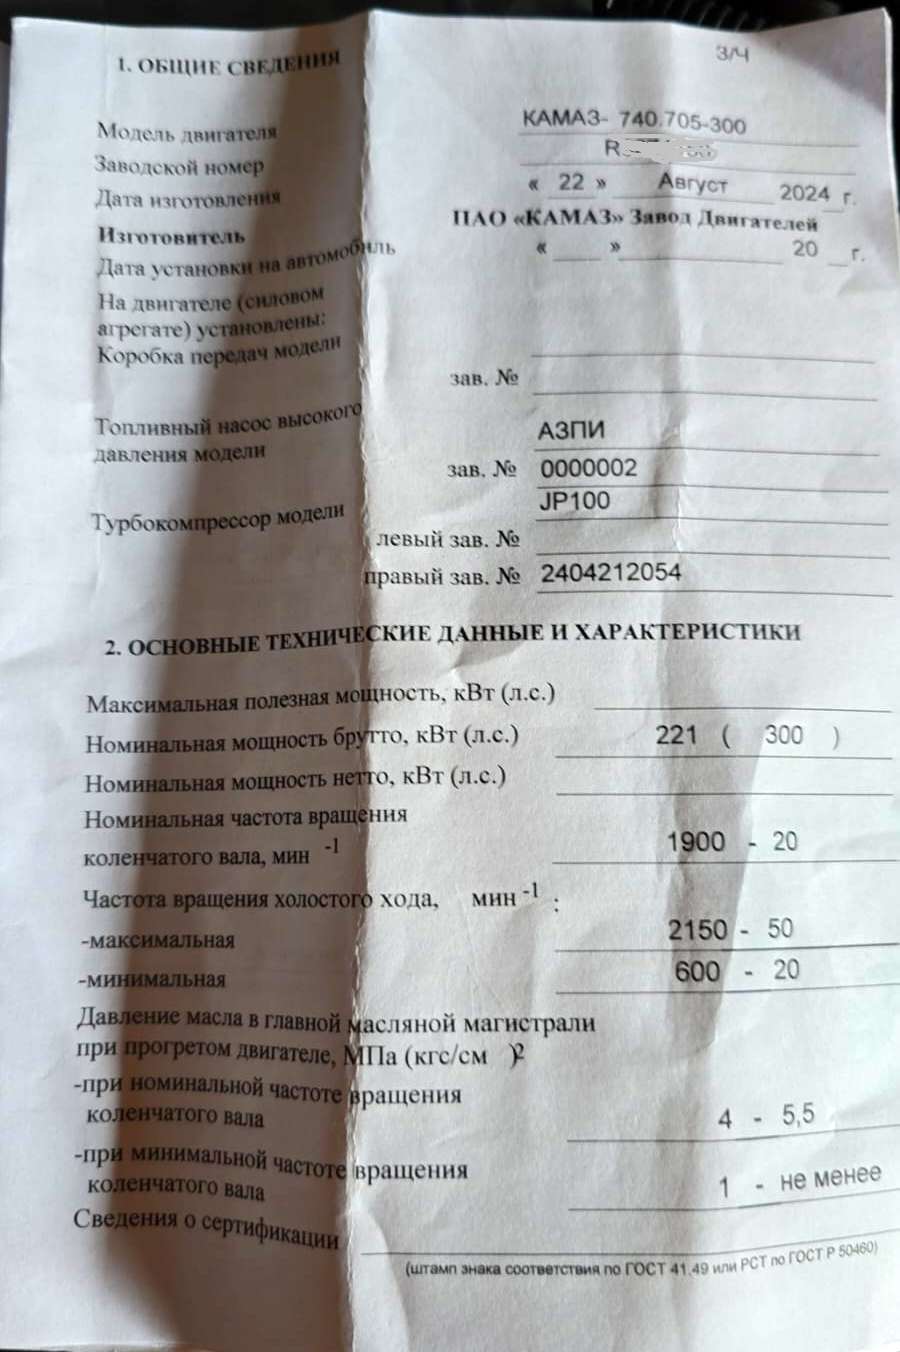 3/4
1. ОБЩИЕ СВЕДЕНИЯ
Модель двигателя КАМАЗ- 740.705-300
Заводской номер
Дата изготовления « 22 » Август 2024 г.
Изготовитель ПАО «КАМАЗ» Завод Двигателей
Дата установки на автомобиль « ___ » ___ 20 __ г.
На двигателе (силовом
агрегате) установлены:
Коробка передач модели
зав. №
Топливный насос высокого АЗПИ
давления модели
зав. № 0000002
Турбокомпрессор модели JP100
левый зав. №
правый зав. № 2404212054
2. ОСНОВНЫЕ ТЕХНИЧЕСКИЕ ДАННЫЕ И ХАРАКТЕРИСТИКИ
Максимальная полезная мощность, кВт (л.с.)
Номинальная мощность брутто, кВт (л.с.) 221 ( 300 )
Номинальная мощность нетто, кВт (л.с.)
Номинальная частота вращения
коленчатого вала, мин -1 1900 - 20
Частота вращения холостого хода, мин -1 :
-максимальная 2150 - 50
-минимальная 600 - 20
Давление масла в главной масляной магистрали
при прогретом двигателе, МПа (кгс/см )2
-при номинальной частоте вращения
коленчатого вала 4 - 5,5
-при минимальной частоте вращения
коленчатого вала 1 - не менее
Сведения о сертификации
(штамп знака соответствия по ГОСТ 41.49 или РСТ по ГОСТ Р 50460)